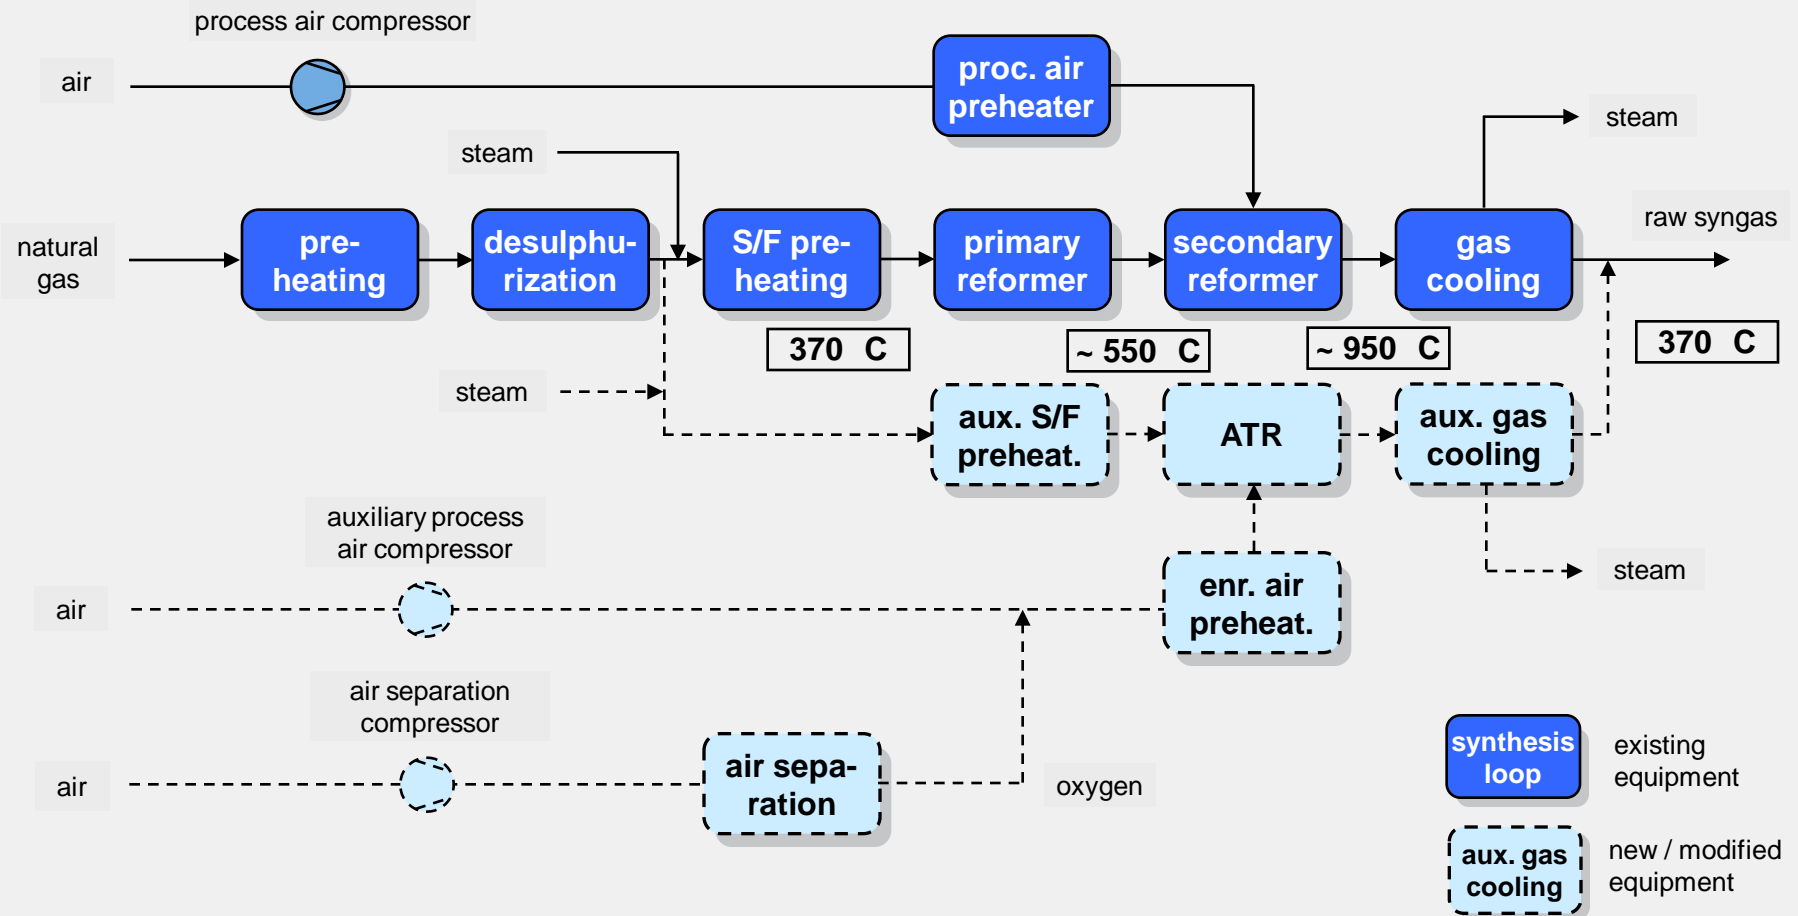 process air compressor
air
proc. air
preheater
steam
steam
natural
gas
pre-
heating
desulphu-
rization
S/F pre-
heating
primary
reformer
secondary
reformer
gas
cooling
raw syngas
370 C
~ 550 C
~ 950 C
370 C
steam
aux. S/F
preheat.
ATR
aux. gas
cooling
auxiliary process
air compressor
air
enr. air
preheat.
steam
air separation
compressor
air
air sepa-
ration
oxygen
synthesis
loop
existing
equipment
aux. gas
cooling
new / modified
equipment